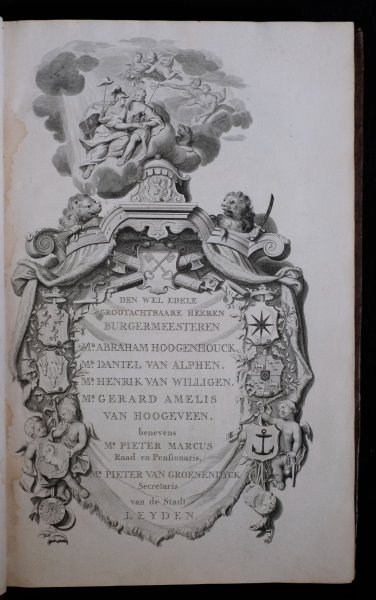 DEN WEL EDELE
GROOTACHTBAARE HEEREN
BURGERMEESTEREN
Mr. ABRAHAM HOOGENHOUCK.
Mr. DANIEL VAN ALPHEN.
Mr. HENRIK VAN WILLIGEN.
Mr. GERARD AMELIS
VAN HOOGEVEEN.
benevens
Mr. PIETER MARCUS
Raad en Pensionaris,
Mr. PIETER VAN GROENENDYCK
Secretaris
van de Stadt
LEYDEN.